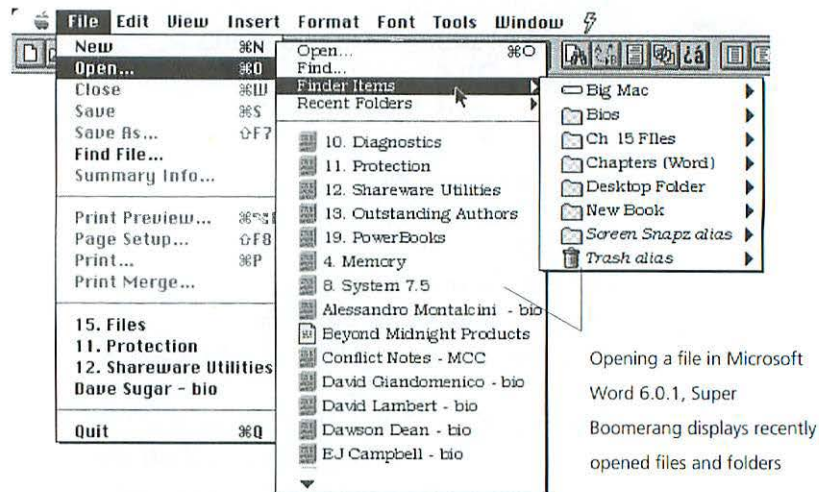 File Edit View Insert Format Font Tools Window
New ⌘N
Open... ⌘O
Close ⌘W
Save ⌘S
Save As... ⇧F7
Find File...
Summary Info...
Print Preview... ⌘⌥I
Page Setup... ⇧F8
Print... ⌘P
Print Merge...
15. Files
11. Protection
12. Shareware Utilities
Dave Sugar - bio
Quit ⌘Q
Open... ⌘O
Find...
Finder Items
Recent Folders
10. Diagnostics
11. Protection
12. Shareware Utilities
13. Outstanding Authors
19. PowerBooks
4. Memory
8. System 7.5
Alessandro Montalcini - bio
Beyond Midnight Products
Conflict Notes - MCC
David Giandomenico - bio
David Lambert - bio
Dawson Dean - bio
EJ Campbell - bio
Big Mac
Bios
Ch 15 FIles
Chapters (Word)
Desktop Folder
New Book
Screen Snapz alias
Trash alias
Opening a file in Microsoft
Word 6.0.1, Super
Boomerang displays recently
opened files and folders